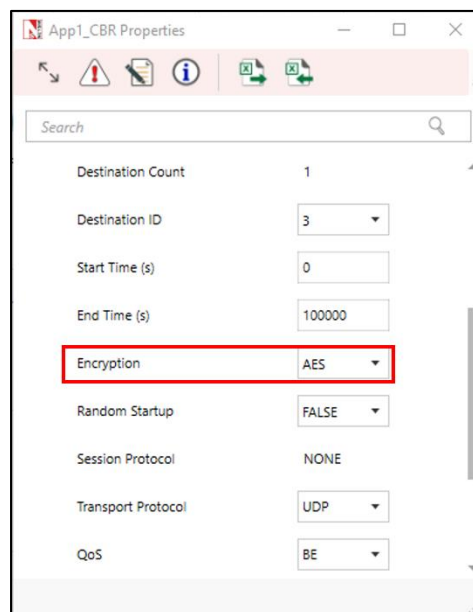 App1_CBR Properties
Search
Destination Count 1
Destination ID 3
Start Time (s) 0
End Time (s) 100000
Encryption AES
Random Startup FALSE
Session Protocol NONE
Transport Protocol UDP
QoS BE